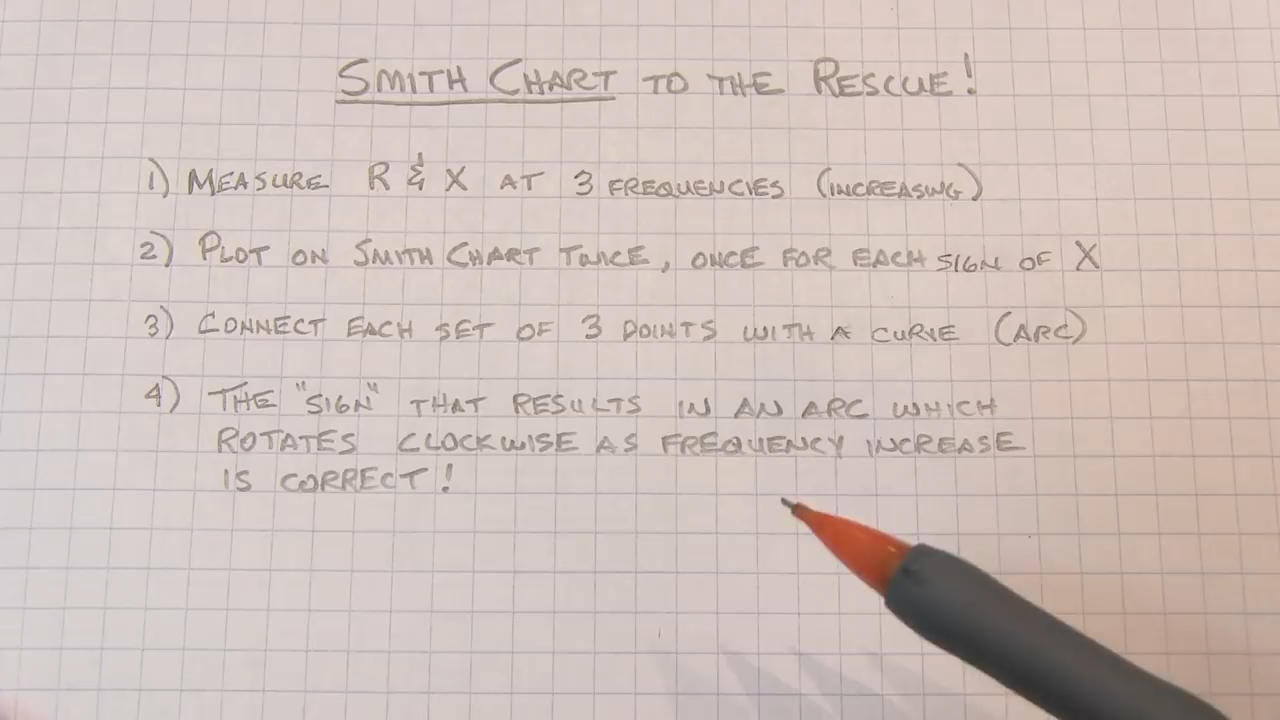 SMITH CHART TO THE RESCUE!
1) MEASURE R & X AT 3 FREQUENCIES (INCREASING)
2) PLOT ON SMITH CHART TWICE, ONCE FOR EACH SIGN OF X
3) CONNECT EACH SET OF 3 POINTS WITH A CURVE (ARC)
4) THE "SIGN" THAT RESULTS IN AN ARC WHICH
ROTATES CLOCKWISE AS FREQUENCY INCREASE
IS CORRECT!